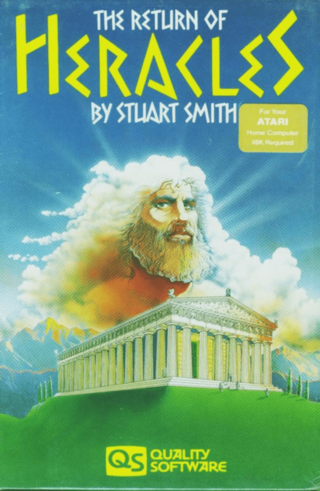 THE RETURN OF
HERACLES
BY STUART SMITH
For Your
ATARI
Home Computer
48K Required
QS QUALITY
SOFTWARE